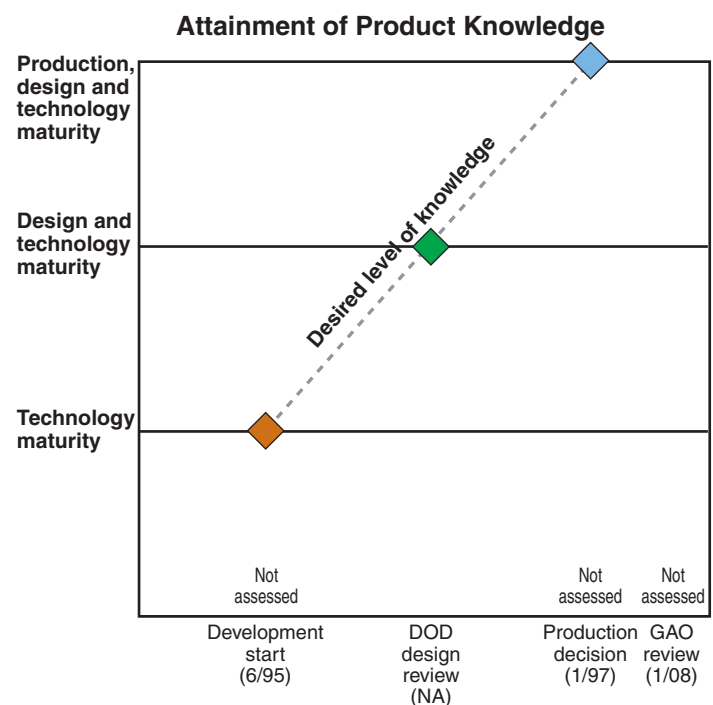 Attainment of Product Knowledge
Production,
design and
technology
maturity
Design and
technology
maturity
Technology
maturity
Desired level of knowledge
Not
assessed
Not
assessed
Not
assessed
Development
start
(6/95)
DOD
design
review
(NA)
Production
decision
(1/97)
GAO
review
(1/08)